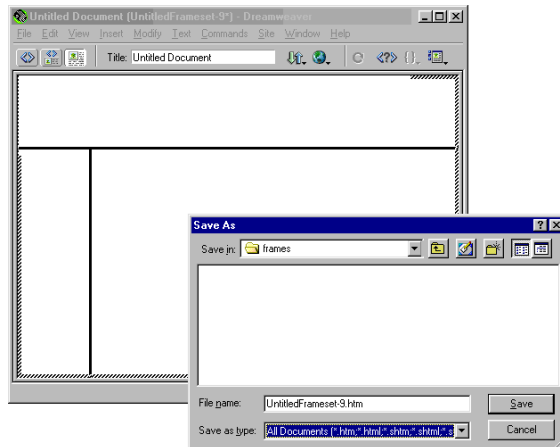 Untitled Document (UntitledFrameset-9*) - Dreamweaver
File Edit View Insert Modify Text Commands Site Window Help
Title: Untitled Document
Save As
Save in: frames
File name: UntitledFrameset-9.htm Save
Save as type: All Documents (*.htm;*.html;*.shtm;*.shtml;*.s Cancel